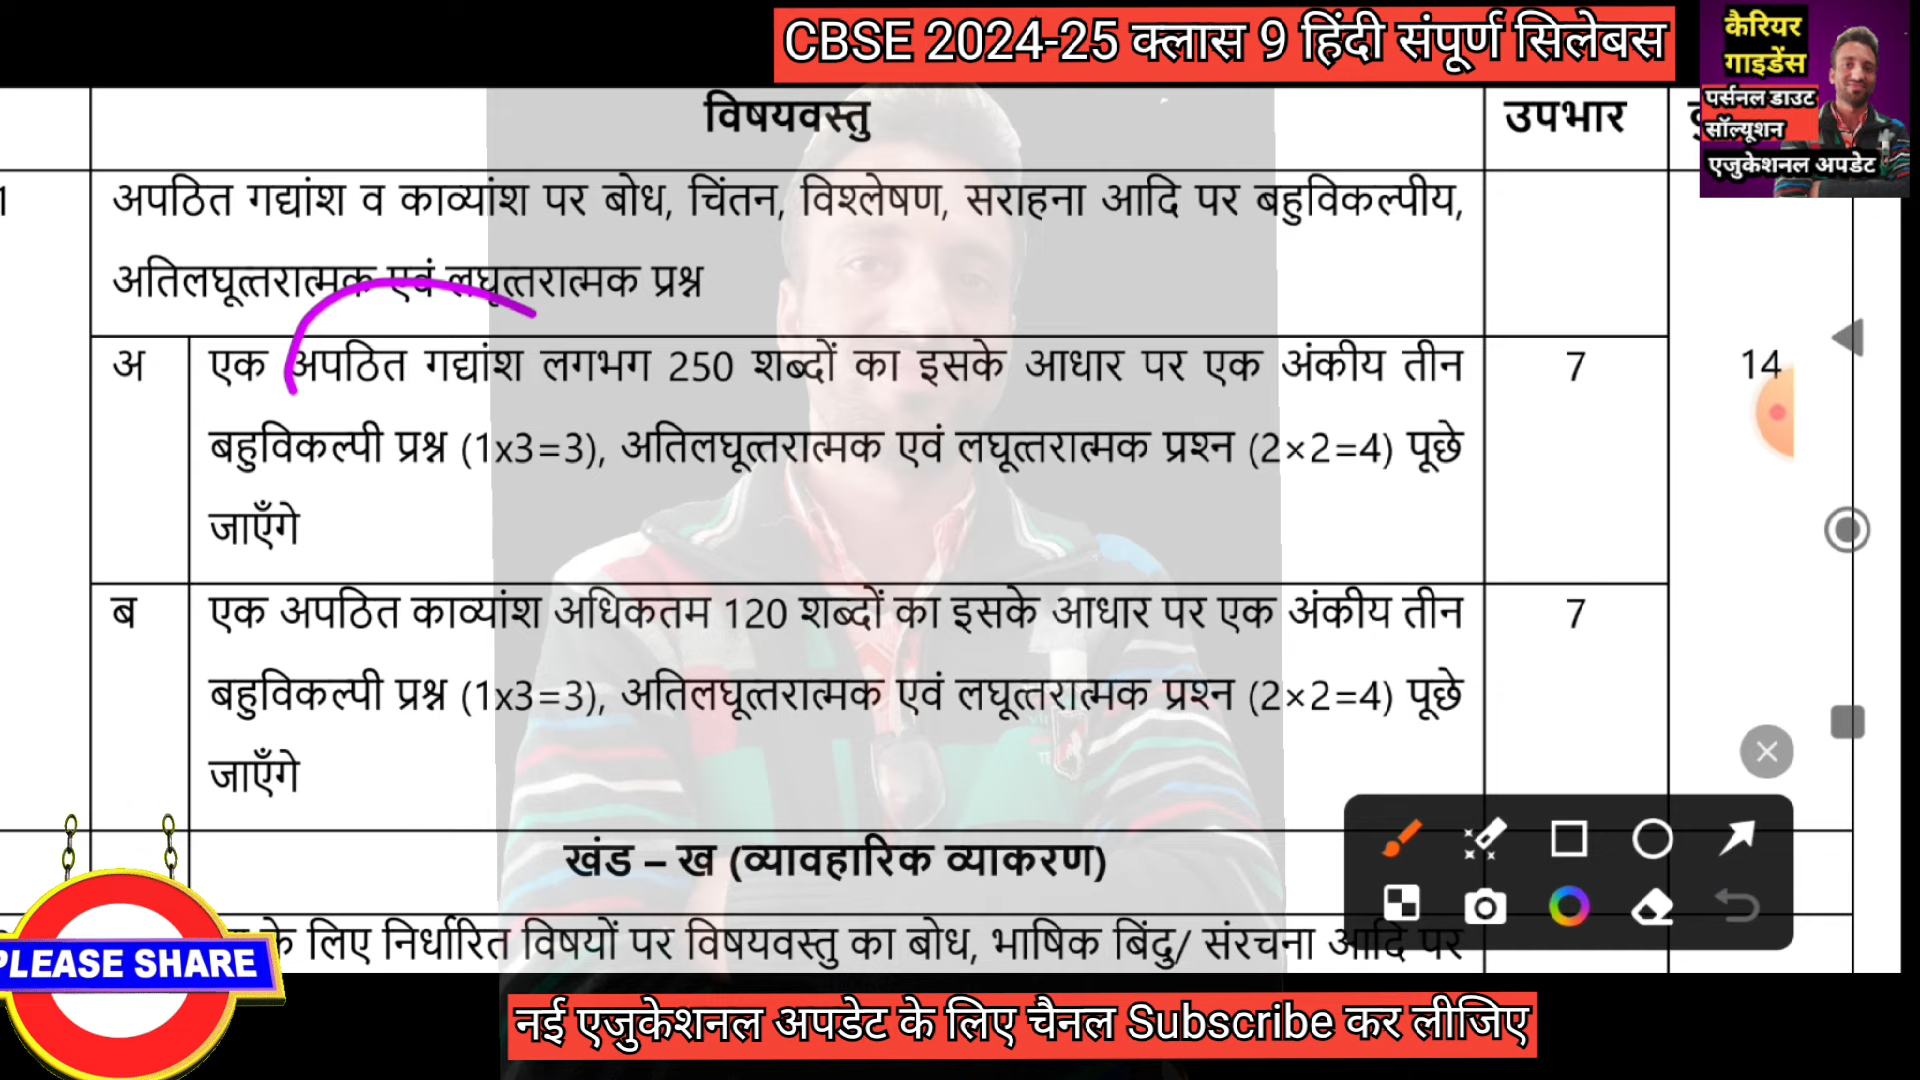 CBSE 2024-25 क्लास 9 हिंदी संपूर्ण सिलेबस
कैरियर
गाइडेंस
पर्सनल डाउट
सॉल्यूशन
एजुकेशनल अपडेट
विषयवस्तु उपभार
1 अपठित गद्यांश व काव्यांश पर बोध, चिंतन, विश्लेषण, सराहना आदि पर बहुविकल्पीय,
अतिलघूत्तरात्मक एवं लघूत्तरात्मक प्रश्न
अ एक अपठित गद्यांश लगभग 250 शब्दों का इसके आधार पर एक अंकीय तीन 7 14
बहुविकल्पी प्रश्न (1x3=3), अतिलघूत्तरात्मक एवं लघूत्तरात्मक प्रश्न (2×2=4) पूछे
जाएँगे
ब एक अपठित काव्यांश अधिकतम 120 शब्दों का इसके आधार पर एक अंकीय तीन 7
बहुविकल्पी प्रश्न (1x3=3), अतिलघूत्तरात्मक एवं लघूत्तरात्मक प्रश्न (2×2=4) पूछे
जाएँगे
खंड – ख (व्यावहारिक व्याकरण)
के लिए निर्धारित विषयों पर विषयवस्तु का बोध, भाषिक बिंदु/ संरचना आदि पर
PLEASE SHARE
नई एजुकेशनल अपडेट के लिए चैनल Subscribe कर लीजिए